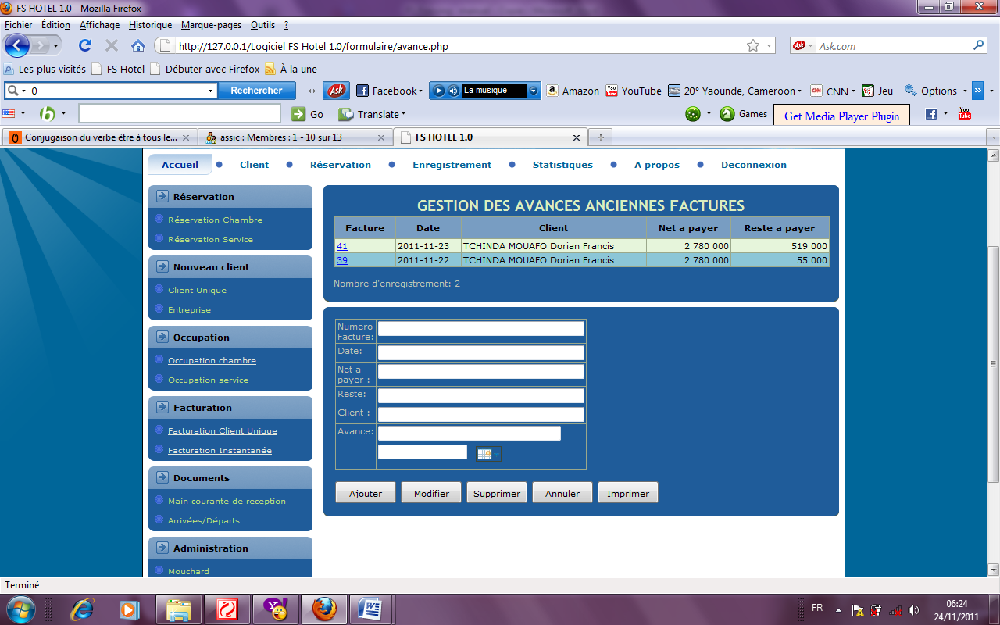 FS HOTEL 1.0 - Mozilla Firefox
Fichier Édition Affichage Historique Marque-pages Outils ?
http://127.0.0.1/Logiciel FS Hotel 1.0/formulaire/avance.php Ask Ask.com
Les plus visités FS Hotel Débuter avec Firefox À la une
0 Rechercher Ask Facebook La musique Amazon YouTube 20° Yaounde, Cameroon CNN Jeu Options »
Go Translate Games Get Media Player Plugin You Tube
Conjugaison du verbe être à tous le... assic : Membres : 1 - 10 sur 13 FS HOTEL 1.0
Accueil Client Réservation Enregistrement Statistiques A propos Deconnexion
Réservation
Réservation Chambre
Réservation Service
Nouveau client
Client Unique
Entreprise
Occupation
Occupation chambre
Occupation service
Facturation
Facturation Client Unique
Facturation Instantanée
Documents
Main courante de reception
Arrivées/Départs
Administration
Mouchard
GESTION DES AVANCES ANCIENNES FACTURES
Facture Date Client Net a payer Reste a payer
41 2011-11-23 TCHINDA MOUAFO Dorian Francis 2 780 000 519 000
39 2011-11-22 TCHINDA MOUAFO Dorian Francis 2 780 000 55 000
Nombre d'enregistrement: 2
Numero
Facture:
Date:
Net a
payer :
Reste:
Client :
Avance:
Ajouter Modifier Supprimer Annuler Imprimer
Terminé
FR 06:24
24/11/2011